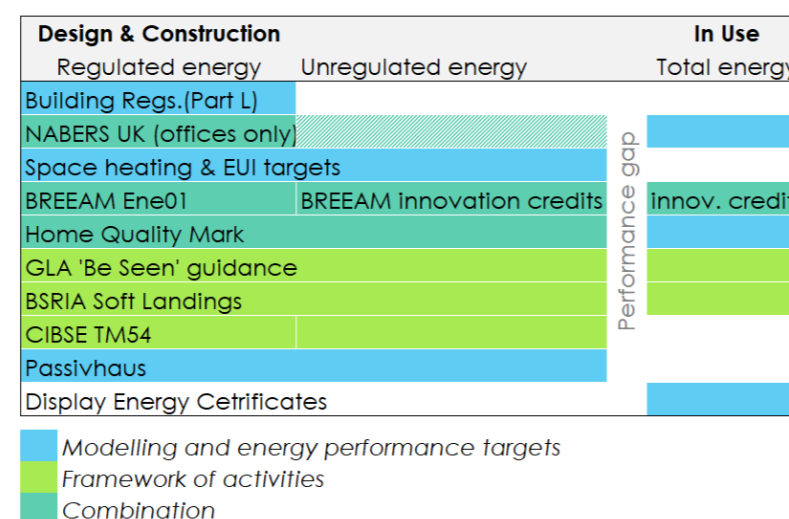 Design & Construction In Use
Regulated energy Unregulated energy Total energy
Building Regs.(Part L)
NABERS UK (offices only)
Space heating & EUI targets
BREEAM Ene01 BREEAM innovation credits innov. credi
Home Quality Mark
GLA 'Be Seen' guidance
BSRIA Soft Landings
CIBSE TM54
Passivhaus
Display Energy Cetrificates
Performance gap
Modelling and energy performance targets
Framework of activities
Combination